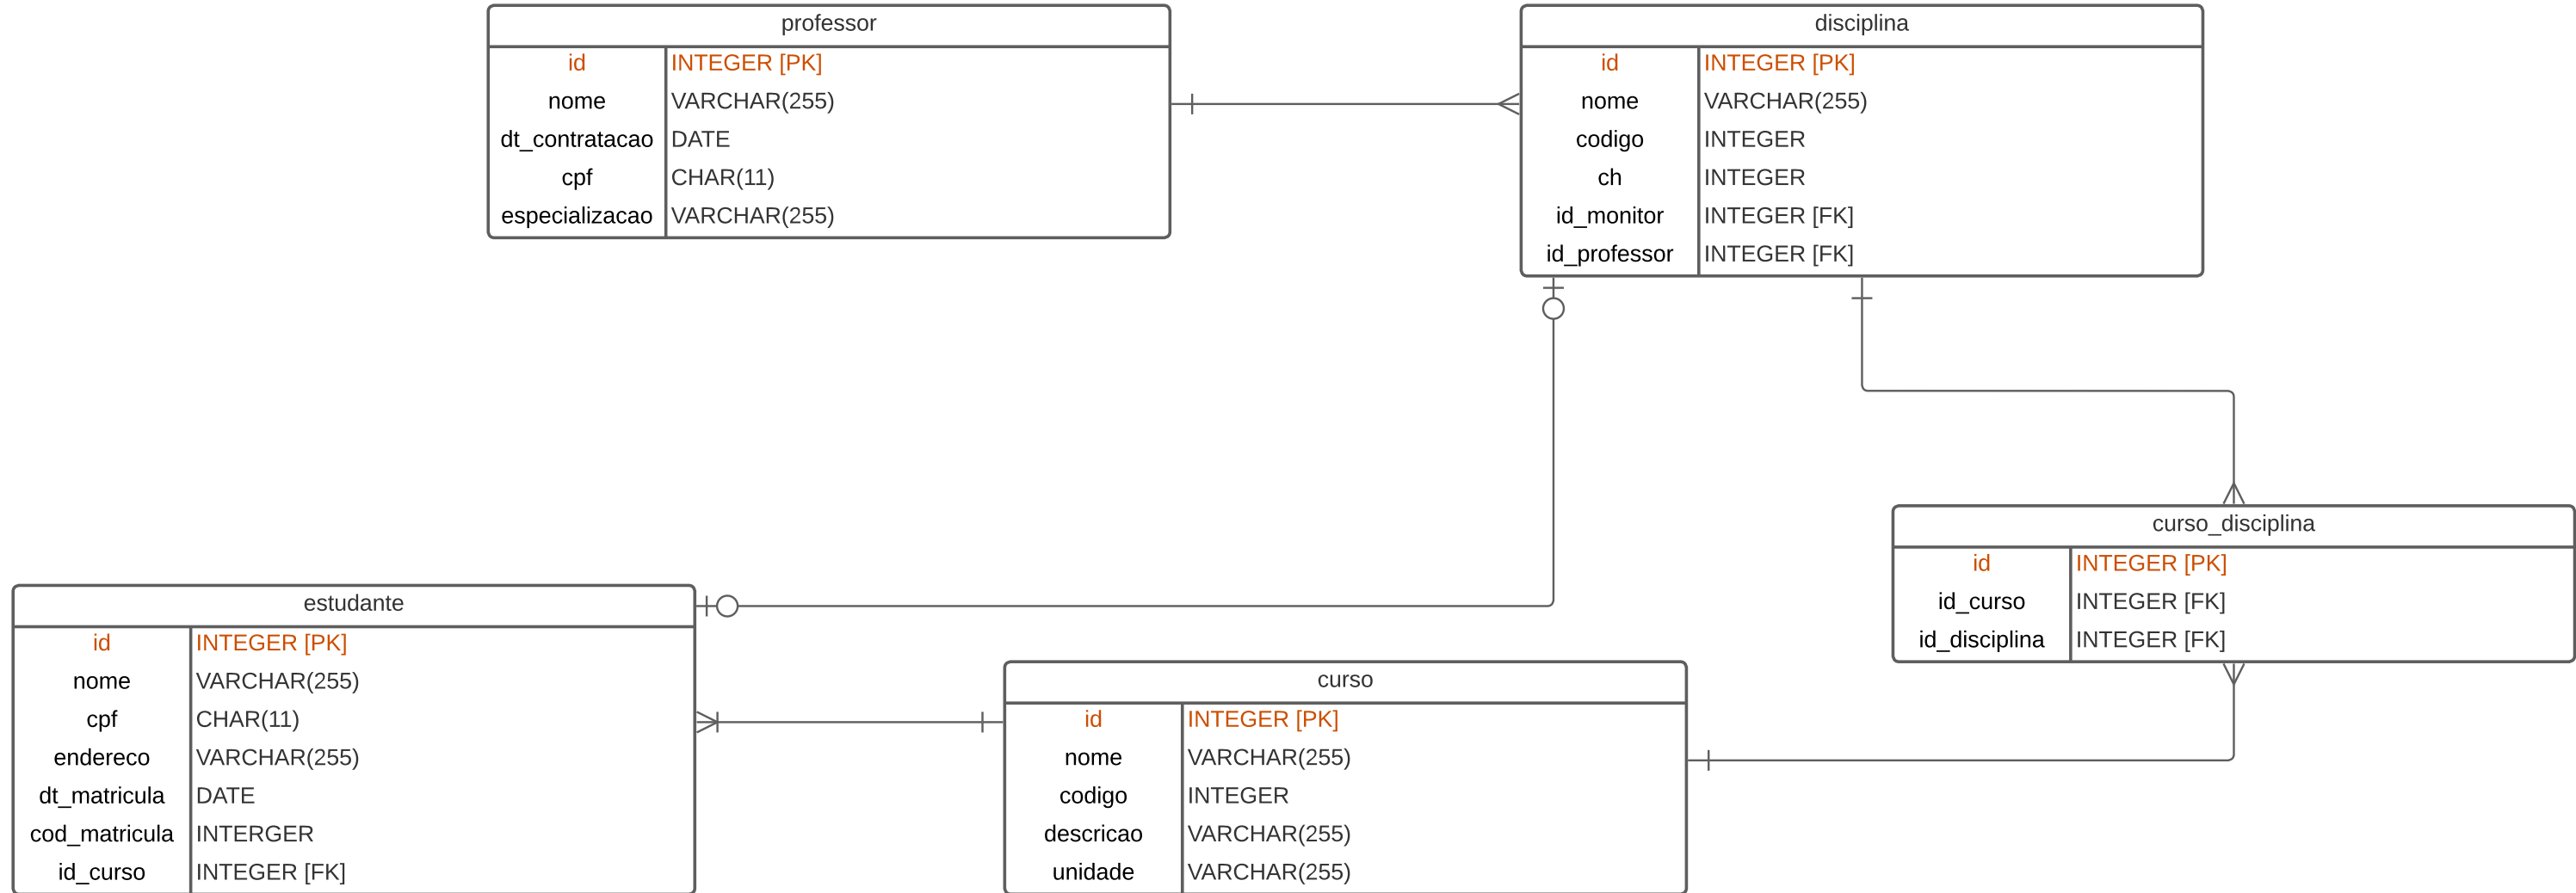 professor
id INTEGER [PK]
nome VARCHAR(255)
dt_contratacao DATE
cpf CHAR(11)
especializacao VARCHAR(255)
disciplina
id INTEGER [PK]
nome VARCHAR(255)
codigo INTEGER
ch INTEGER
id_monitor INTEGER [FK]
id_professor INTEGER [FK]
curso_disciplina
id INTEGER [PK]
id_curso INTEGER [FK]
id_disciplina INTEGER [FK]
estudante
id INTEGER [PK]
nome VARCHAR(255)
cpf CHAR(11)
endereco VARCHAR(255)
dt_matricula DATE
cod_matricula INTERGER
id_curso INTEGER [FK]
curso
id INTEGER [PK]
nome VARCHAR(255)
codigo INTEGER
descricao VARCHAR(255)
unidade VARCHAR(255)